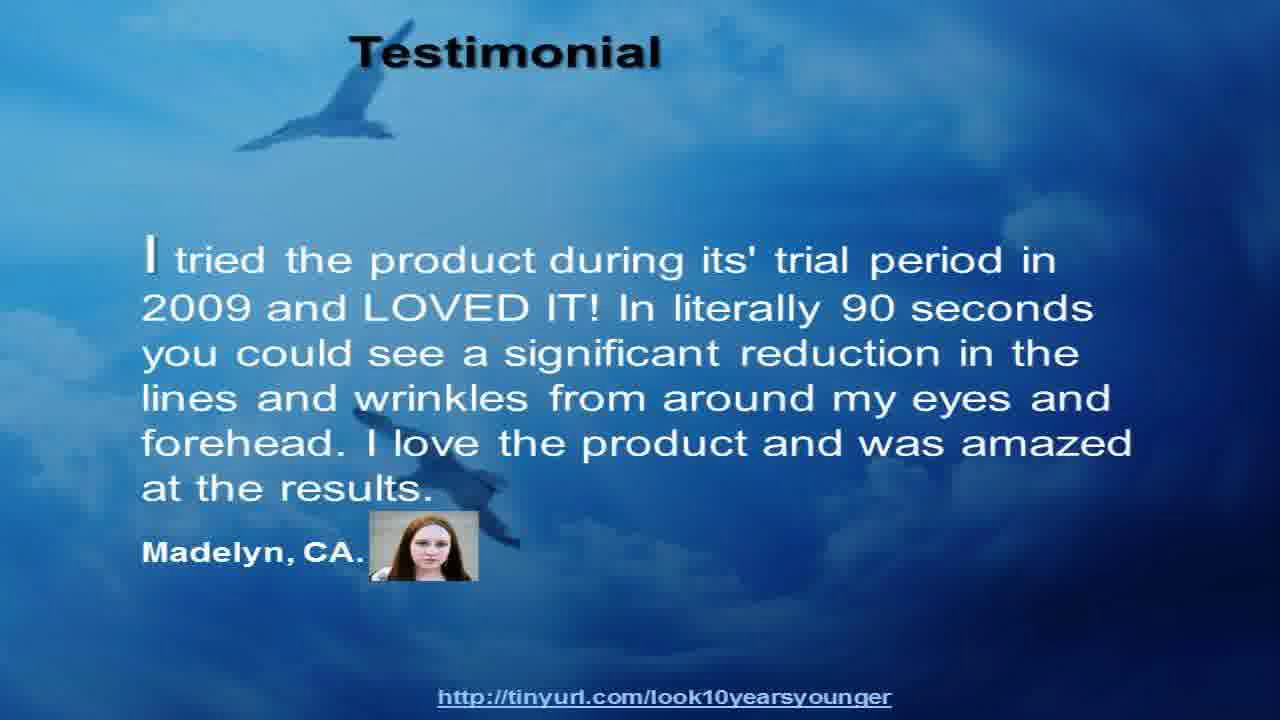 Testimonial
I tried the product during its' trial period in
2009 and LOVED IT! In literally 90 seconds
you could see a significant reduction in the
lines and wrinkles from around my eyes and
forehead. I love the product and was amazed
at the results.
Madelyn, CA.
http://tinyurl.com/look10yearsyounger